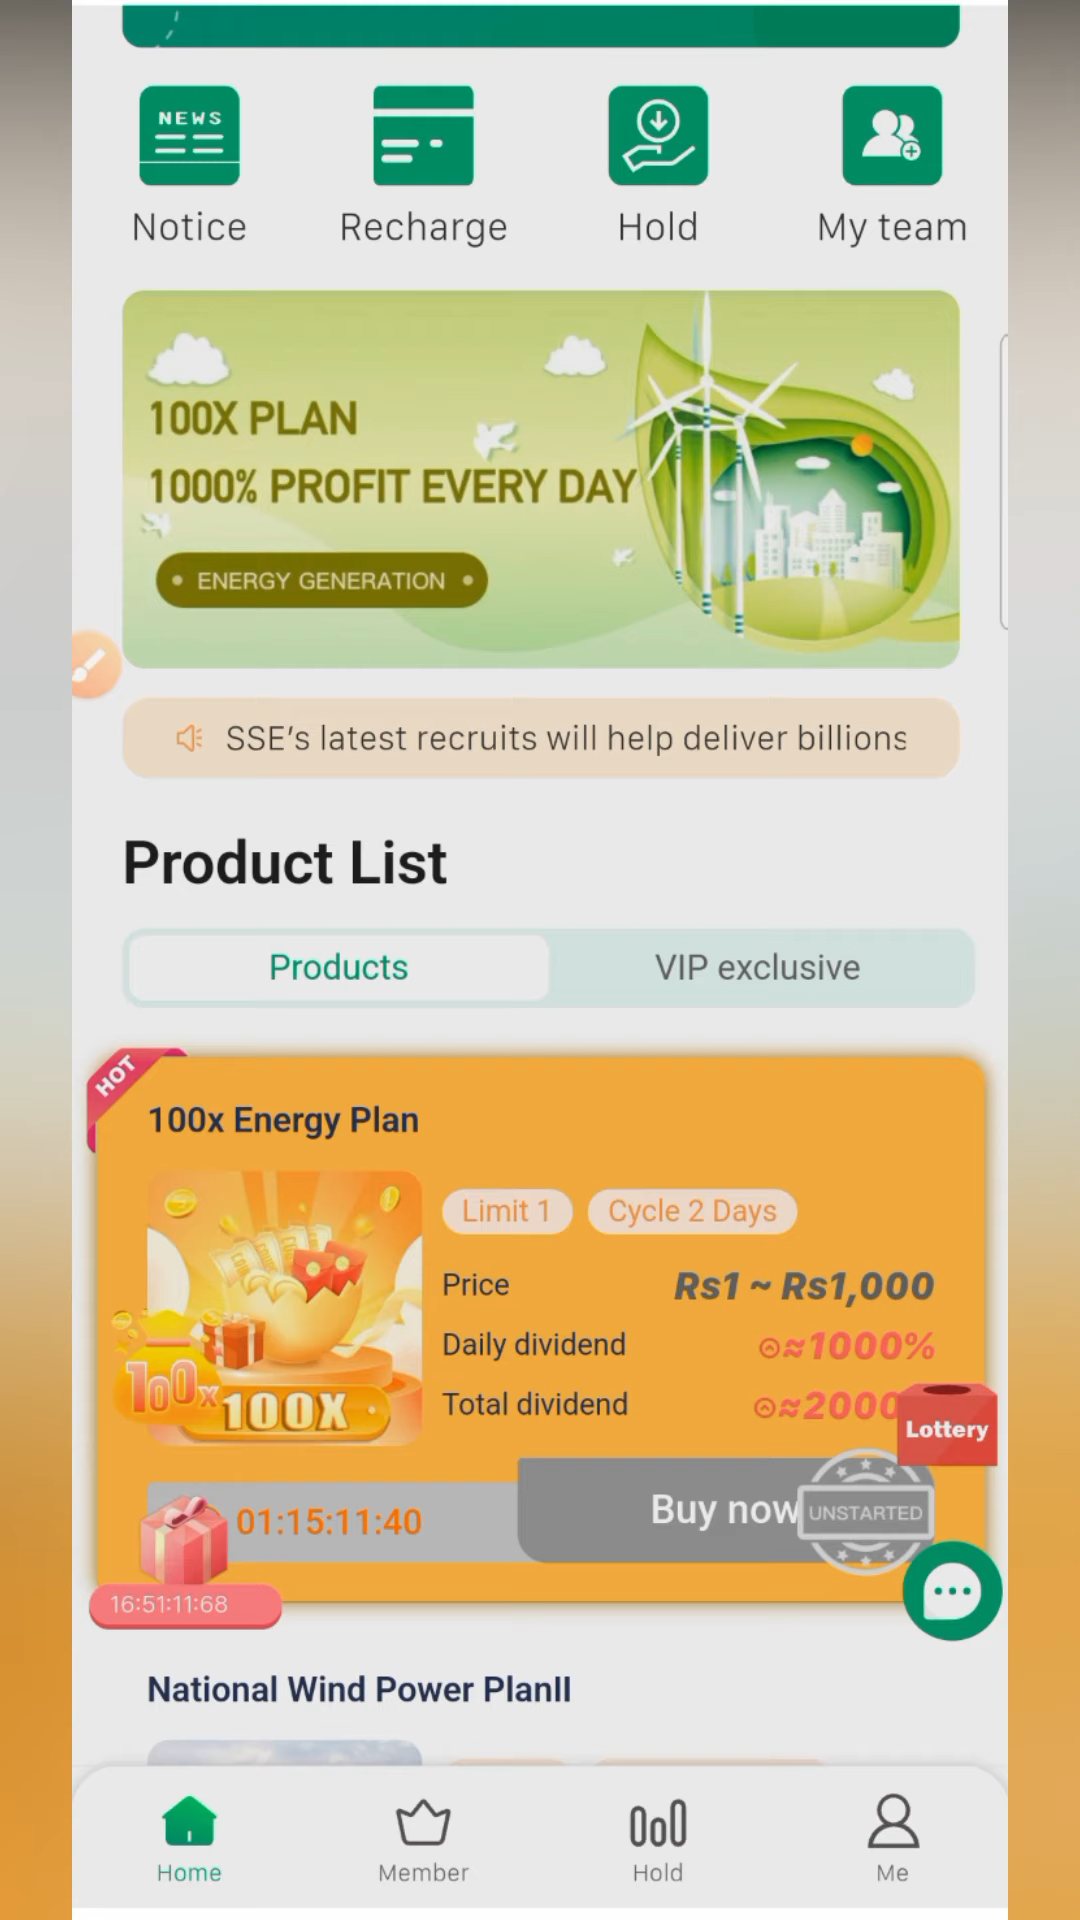 NEWS
Notice
Recharge
Hold
My team
100X PLAN
1000% PROFIT EVERY DAY
ENERGY GENERATION
SSE’s latest recruits will help deliver billions
Product List
Products
VIP exclusive
HOT
100x Energy Plan
Limit 1
Cycle 2 Days
Price
Rs1 ~ Rs1,000
Daily dividend
≈1000%
Total dividend
≈2000
100x
100X
Lottery
01:15:11:40
Buy now
UNSTARTED
16:51:11:68
National Wind Power PlanII
Home
Member
Hold
Me